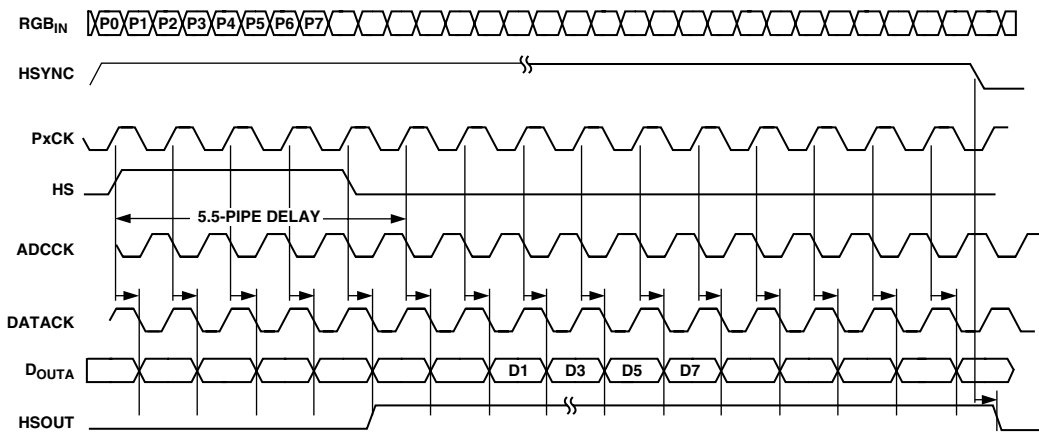 RGBIN P0 P1 P2 P3 P4 P5 P6 P7
HSYNC
PxCK
HS
5.5-PIPE DELAY
ADCCK
DATACK
DOUTA D1 D3 D5 D7
HSOUT